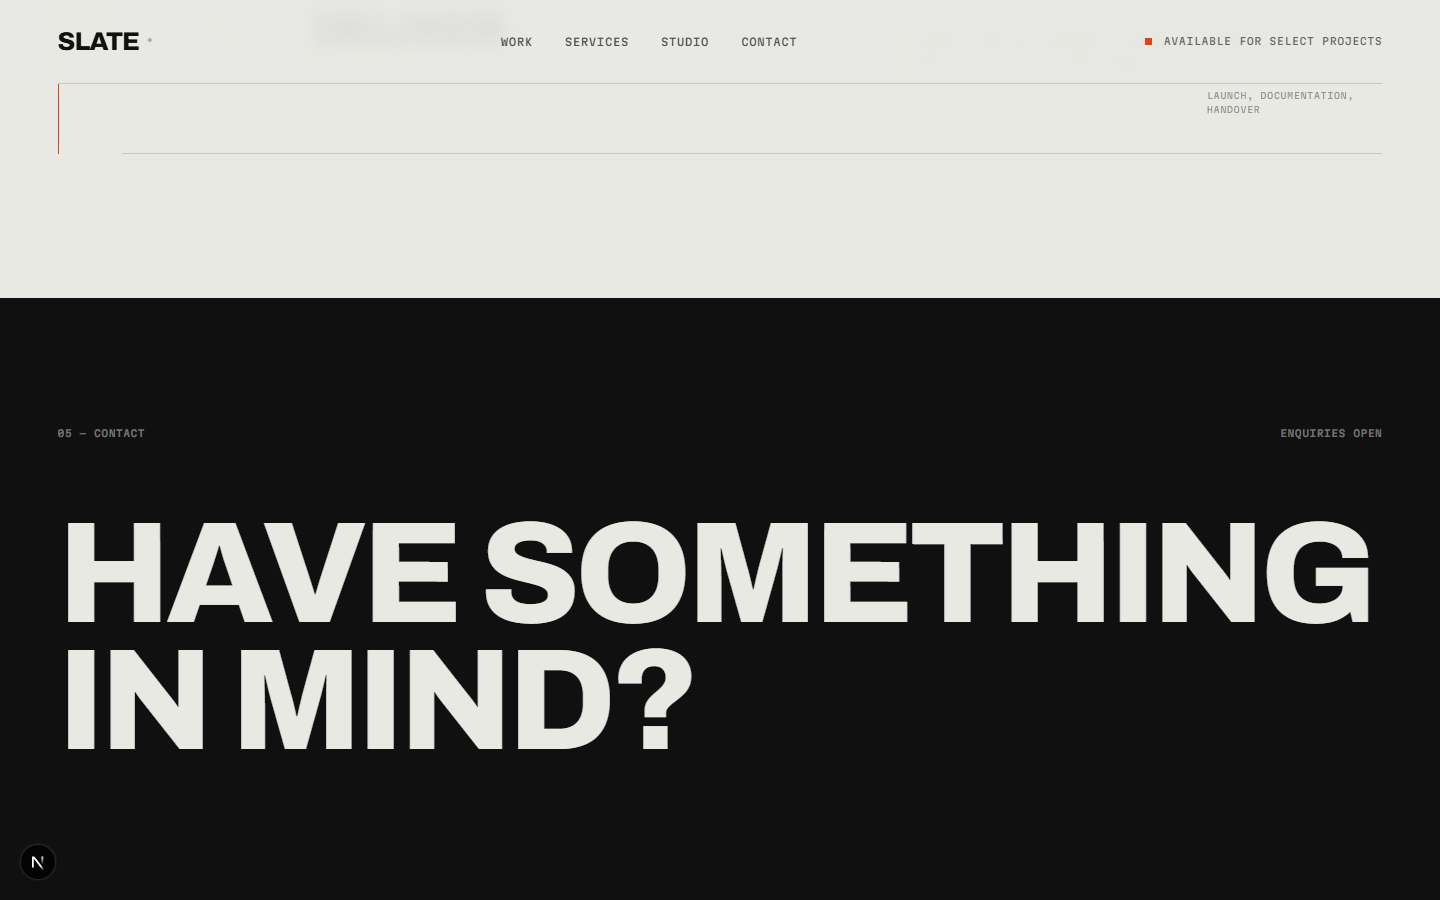 SLATE
WORK SERVICES STUDIO CONTACT
AVAILABLE FOR SELECT PROJECTS
LAUNCH, DOCUMENTATION,
HANDOVER
05 — CONTACT
ENQUIRIES OPEN
HAVE SOMETHING
IN MIND?
N